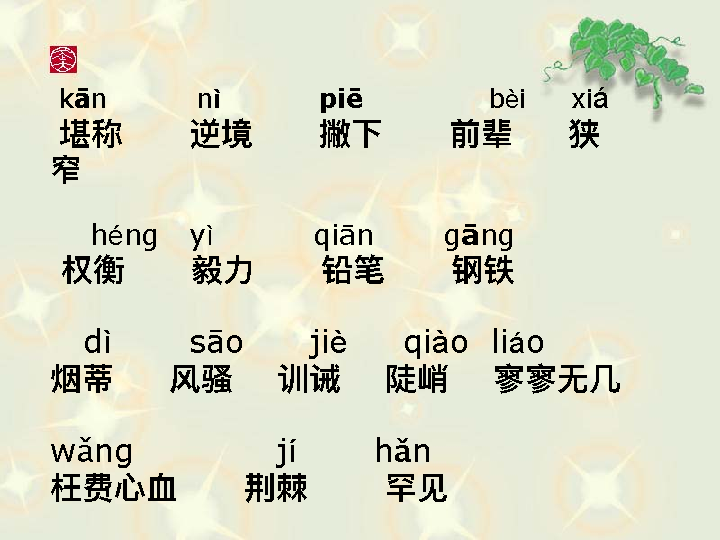 kān nì piē bèi xiá
堪称 逆境 撇下 前辈 狭
窄
héng yì qiān gāng
权衡 毅力 铅笔 钢铁
dì sāo jiè qiào liáo
烟蒂 风骚 训诫 陡峭 寥寥无几
wǎng jí hǎn
枉费心血 荆棘 罕见